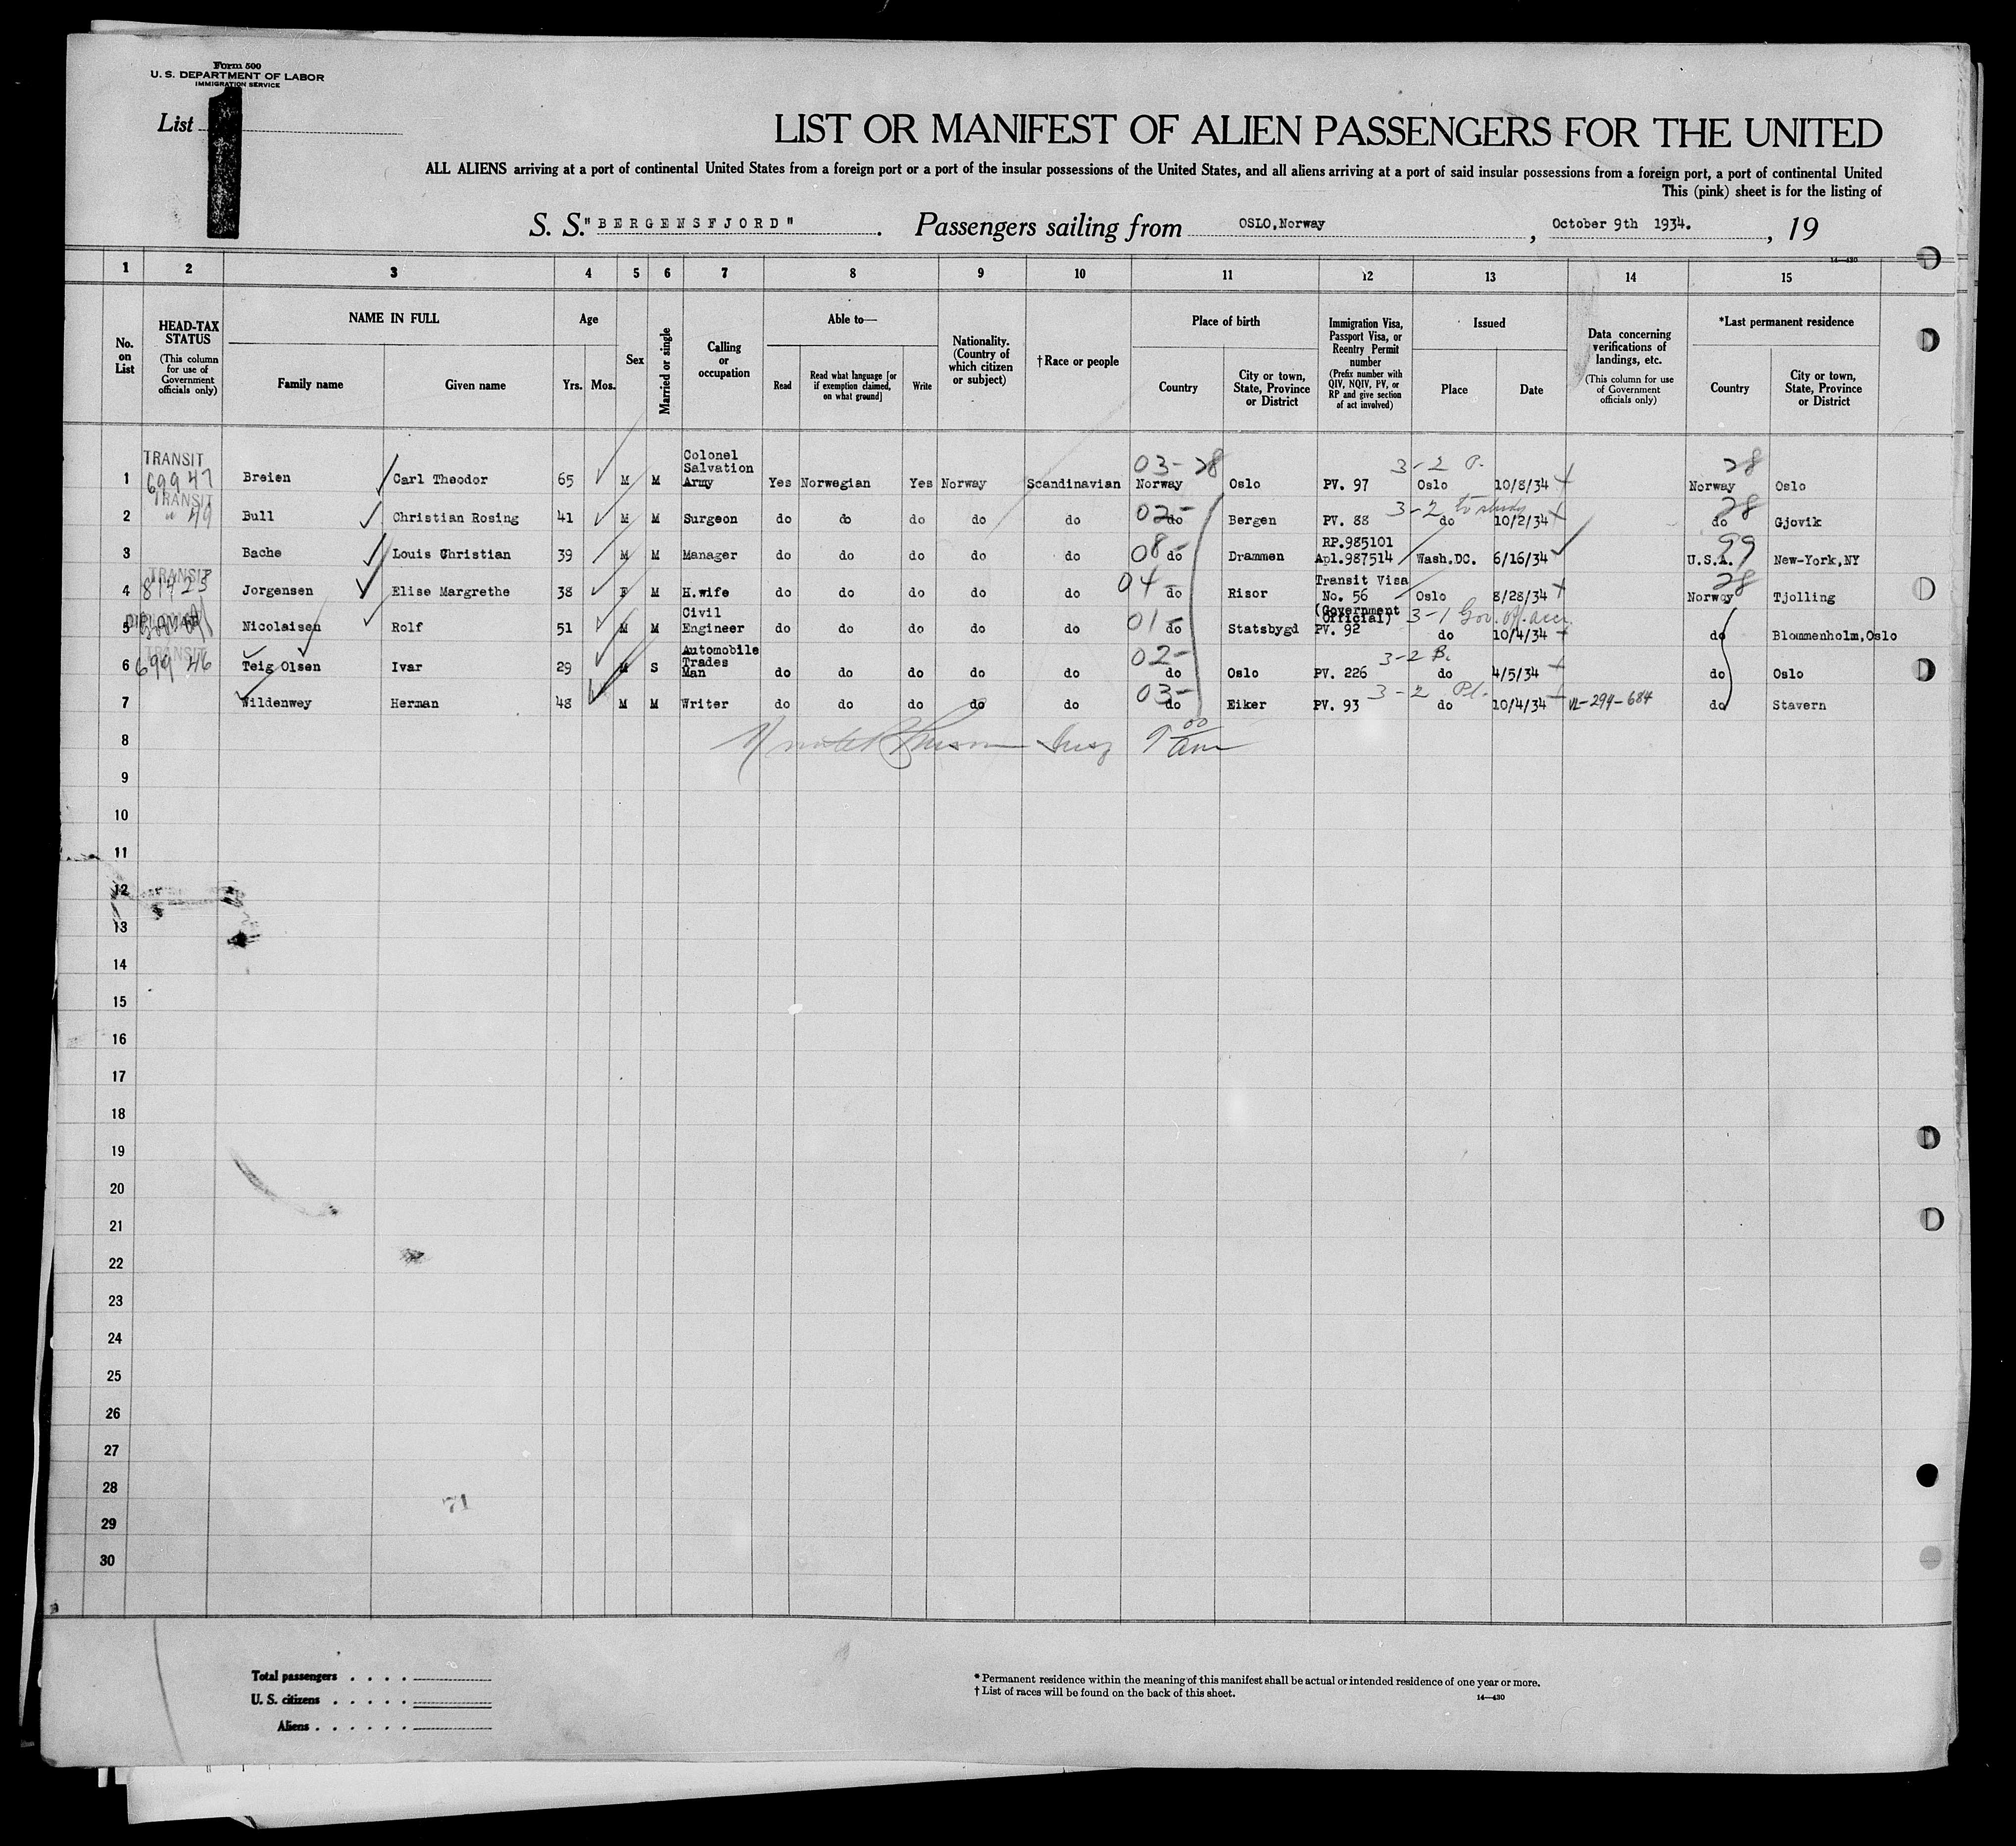 Form 500
U. S. DEPARTMENT OF LABOR
IMMIGRATION SERVICE
List 1
LIST OR MANIFEST OF ALIEN PASSENGERS FOR THE UNITED
ALL ALIENS arriving at a port of continental United States from a foreign port or a port of the insular possessions of the United States, and all aliens arriving at a port of said insular possessions from a foreign port, a port of continental United
This (pink) sheet is for the listing of
S. S. "BERGENSFJORD". Passengers sailing from OSLO,Norway, October 9th 1934., 19
14—430
1 2 3 4 5 6 7 8 9 10 11 12 13 14 15
No. on List
HEAD-TAX STATUS (This column for use of Government officials only)
NAME IN FULL
Family name
Given name
Age
Yrs. Mos.
Sex
Married or single
Calling or occupation
Able to—
Read
Read what language [or if exemption claimed, on what ground]
Write
Nationality. (Country of which citizen or subject)
†Race or people
Place of birth
Country
City or town, State, Province or District
Immigration Visa, Passport Visa, or Reentry Permit number (Prefix number with QIV, NQIV, PV, or RP and give section of act involved)
Issued
Place
Date
Data concerning verifications of landings, etc. (This column for use of Government officials only)
*Last permanent residence
Country
City or town, State, Province or District
1 TRANSIT 69947 Breien Carl Theodor 65 M M Colonel Salvation Army Yes Norwegian Yes Norway Scandinavian 03-28 Norway Oslo PV. 97 3-2 P. Oslo 10/8/34 28 Norway Oslo
2 TRANSIT " 49 Bull Christian Rosing 41 M M Surgeon do do do do do 02- do Bergen PV. 88 3-2 to study do 10/2/34 28 do Gjovik
3 Bache Louis Christian 39 M M Manager do do do do do 08- do Drammen RP.985101 Apl.987514 Wash.DC. 6/16/34 99 U.S.A. New-York,NY
4 TRANSIT 81723 Jorgensen Elise Margrethe 38 F M H.wife do do do do do 04- do Risor Transit Visa No. 56 Oslo 8/28/34 28 Norway Tjolling
5 DIPLOMAT Nicolaisen Rolf 51 M M Civil Engineer do do do do do 01- do Statsbygd (Government Official) PV. 92 3-1 Gov. off. acc. do 10/4/34 do Blommenholm,Oslo
6 TRANSIT 69946 Teig Olsen Ivar 29 M S Automobile Trades Man do do do do do 02- do Oslo PV. 226 3-2 B. do 4/5/34 do Oslo
7 Wildenwey Herman 48 M M Writer do do do do do 03- do Eiker PV. 93 3-2 Pl. do 10/4/34 VL-294-684 do Stavern
8 9 00 am
9
10
11
12
13
14
15
16
17
18
19
20
21
22
23
24
25
26
27
28
71
29
30
Total passengers . . . .
U. S. citizens . . . . .
Aliens . . . . . .
* Permanent residence within the meaning of this manifest shall be actual or intended residence of one year or more.
† List of races will be found on the back of this sheet.
14—430